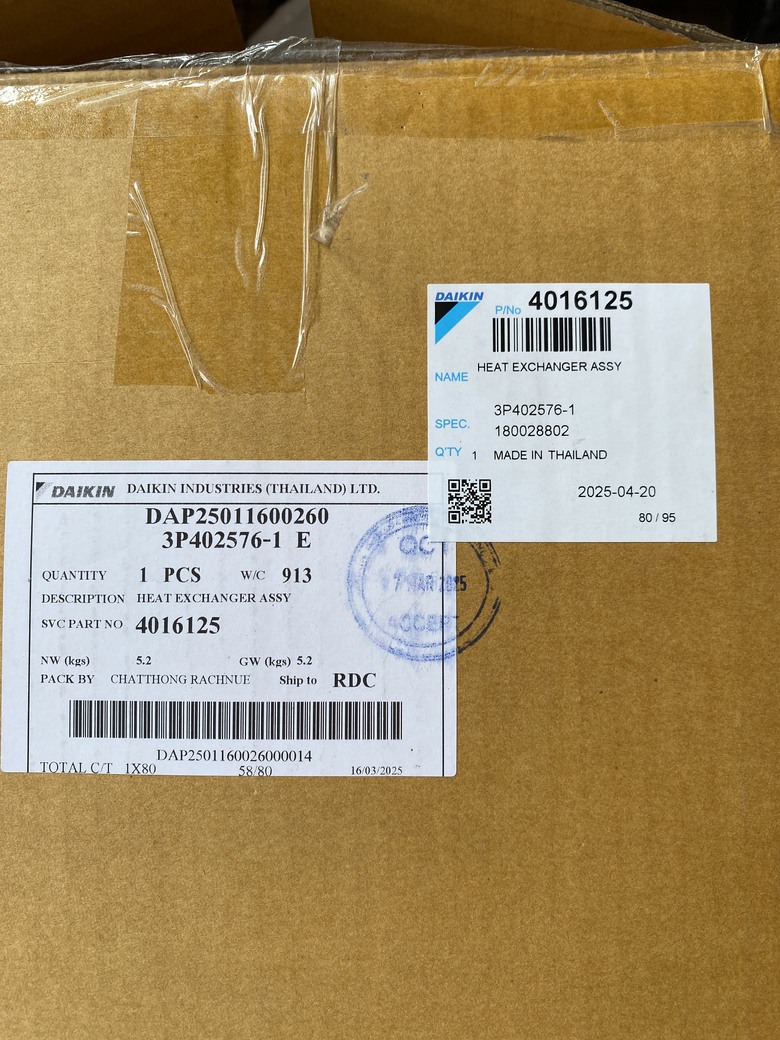 DAIKIN
P/No 4016125
NAME HEAT EXCHANGER ASSY
SPEC. 3P402576-1
180028802
Q'TY 1 MADE IN THAILAND
2025-04-20
80 / 95
DAIKIN DAIKIN INDUSTRIES (THAILAND) LTD.
DAP25011600260
3P402576-1 E
QUANTITY 1 PCS W/C 913
DESCRIPTION HEAT EXCHANGER ASSY
SVC PART NO 4016125
NW (kgs) 5.2 GW (kgs) 5.2
PACK BY CHATTHONG RACHNUE Ship to RDC
DAP2501160026000014
TOTAL C/T 1X80 58/80 16/03/2025
17 MAR 2025
ACCEPT